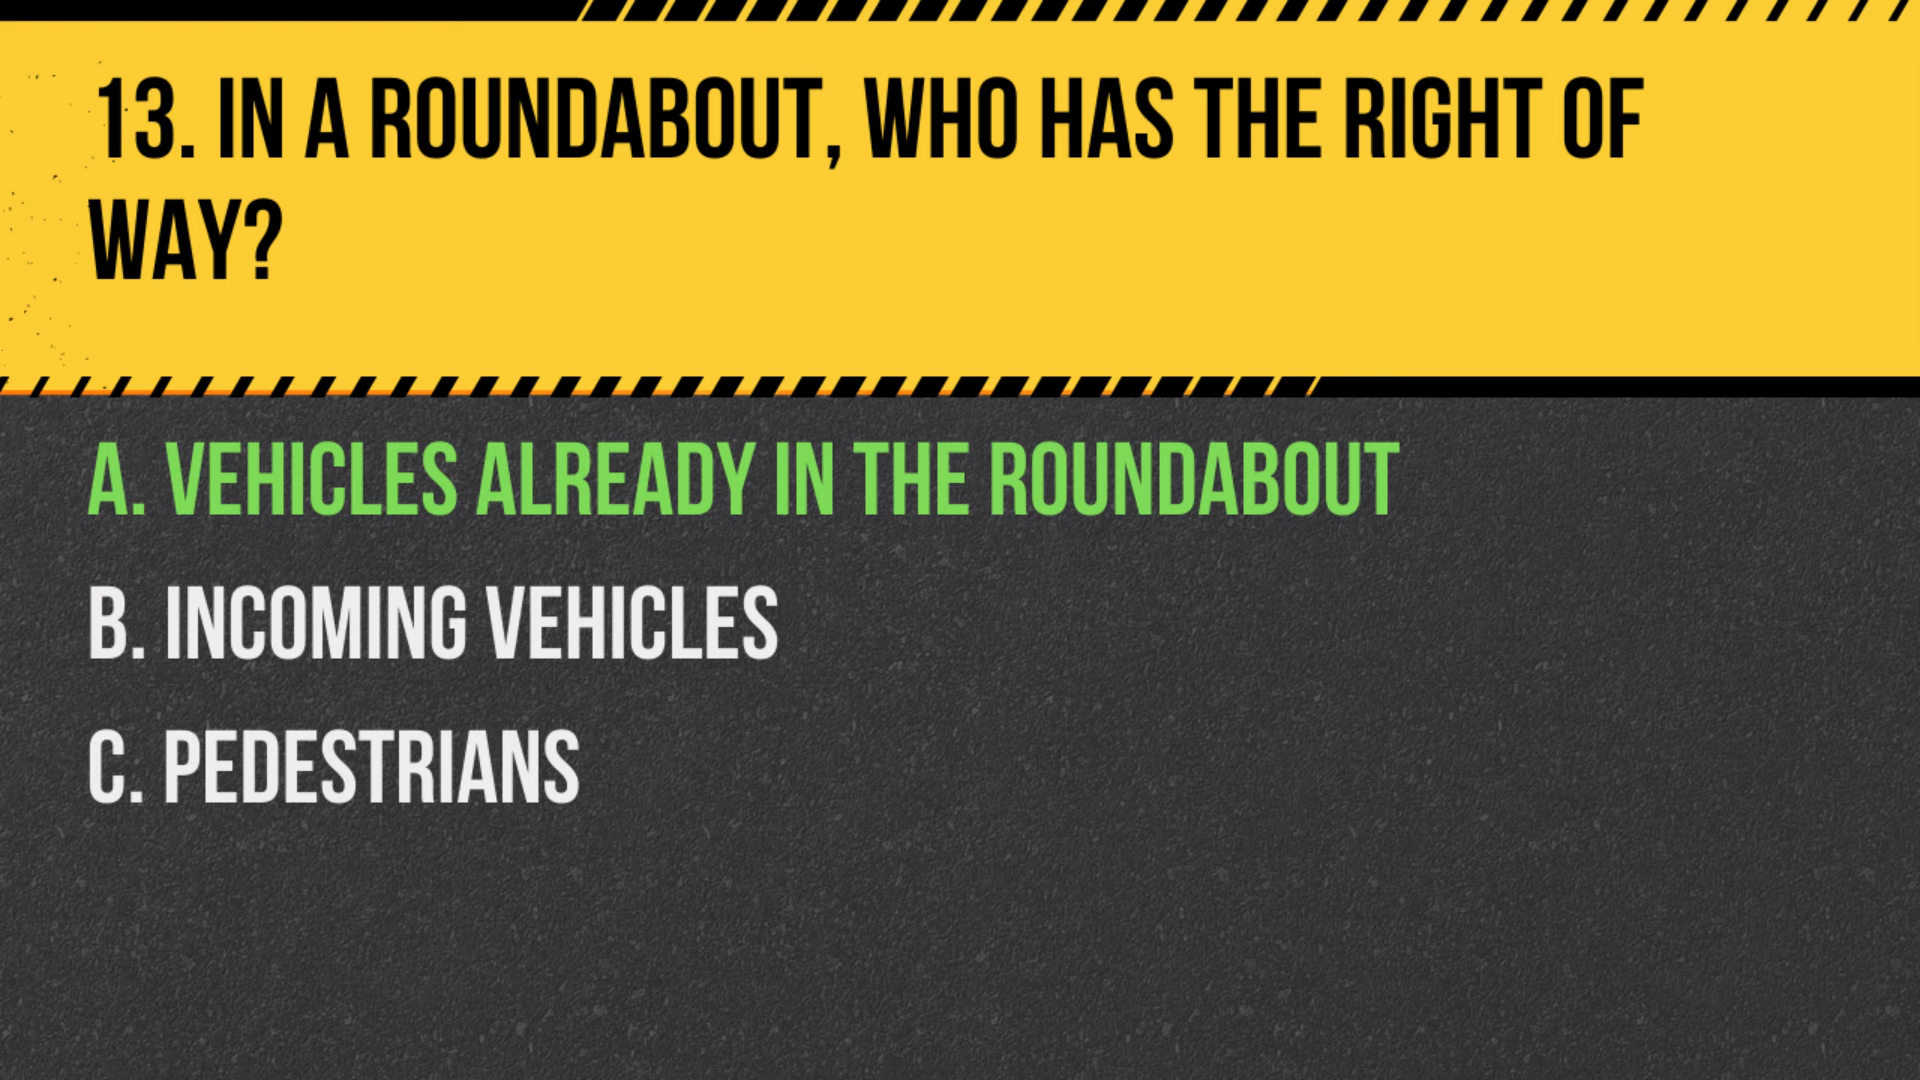 13. IN A ROUNDABOUT, WHO HAS THE RIGHT OF
WAY?
A. VEHICLES ALREADY IN THE ROUNDABOUT
B. INCOMING VEHICLES
C. PEDESTRIANS